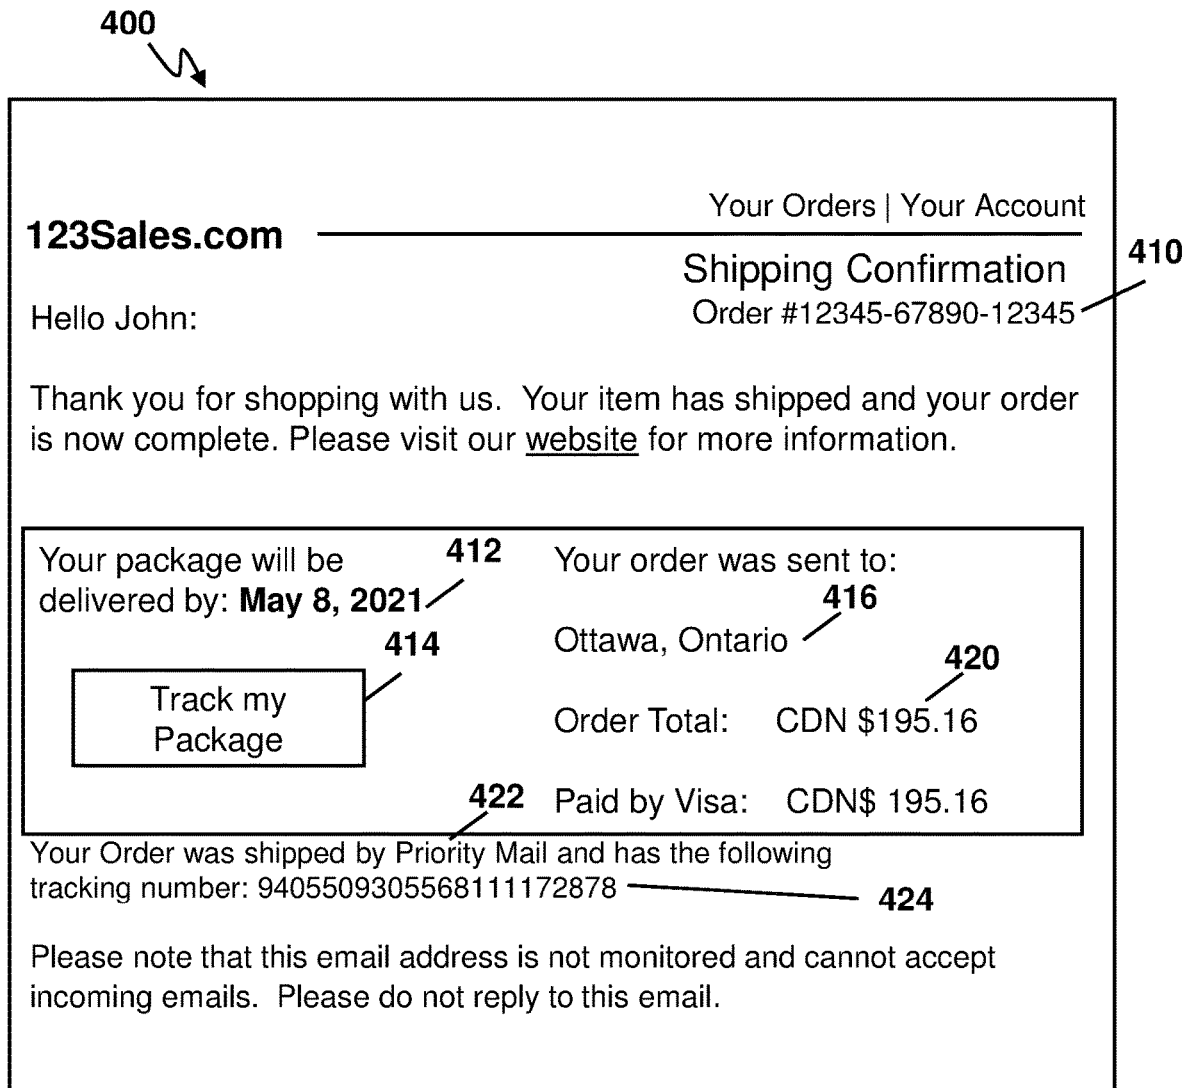 400
Your Orders | Your Account
123Sales.com
410
Shipping Confirmation
Order #12345-67890-12345
Hello John:
Thank you for shopping with us. Your item has shipped and your order
is now complete. Please visit our website for more information.
Your package will be
delivered by: May 8, 2021
412
414
Track my
Package
Your order was sent to:
416
Ottawa, Ontario
420
Order Total: CDN $195.16
422
Paid by Visa: CDN$ 195.16
Your Order was shipped by Priority Mail and has the following
tracking number: 9405509305568111172878
424
Please note that this email address is not monitored and cannot accept
incoming emails. Please do not reply to this email.